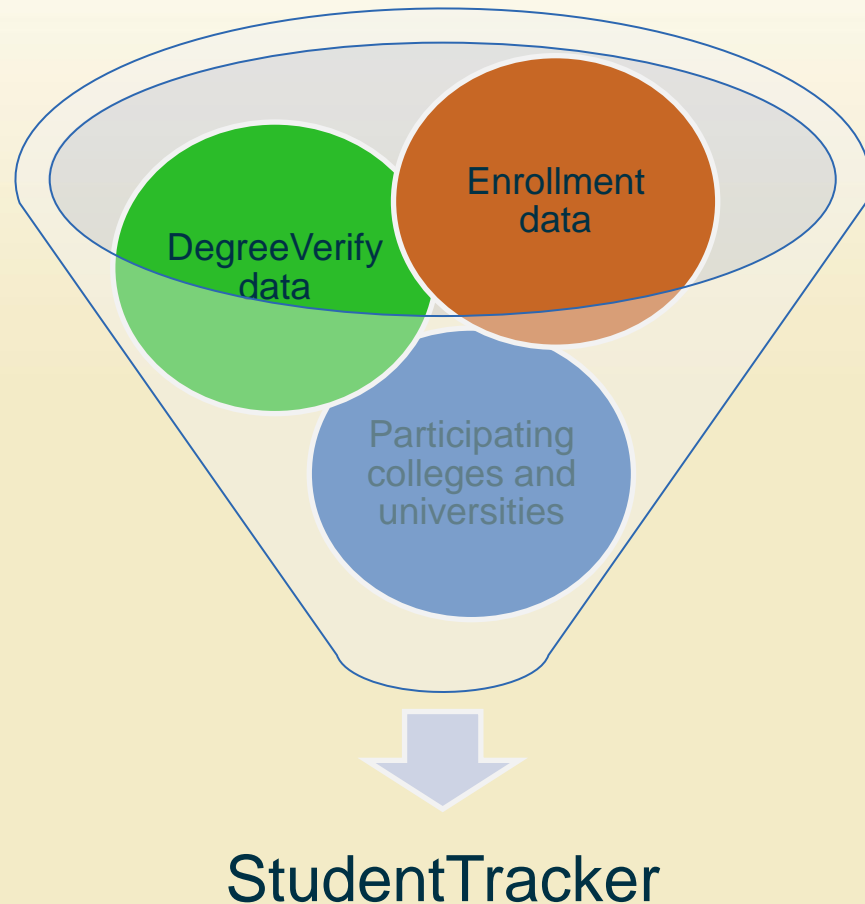 Enrollment
data
DegreeVerify
data
Participating
colleges and
universities
StudentTracker